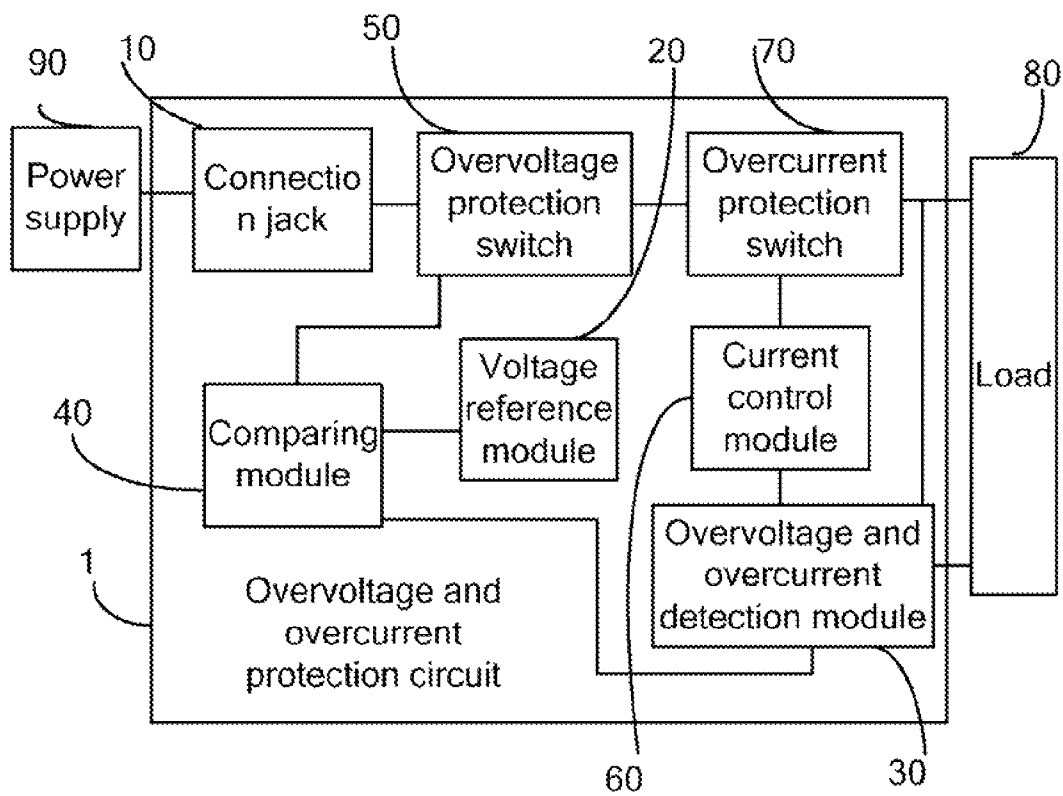 50
20
70
10
90
80
Power
supply
Connectio
n jack
Overvoltage
protection
switch
Overcurrent
protection
switch
Load
Voltage
reference
module
Current
control
module
40
Comparing
module
Overvoltage and
overcurrent
detection module
1
Overvoltage and
overcurrent
protection circuit
60
30